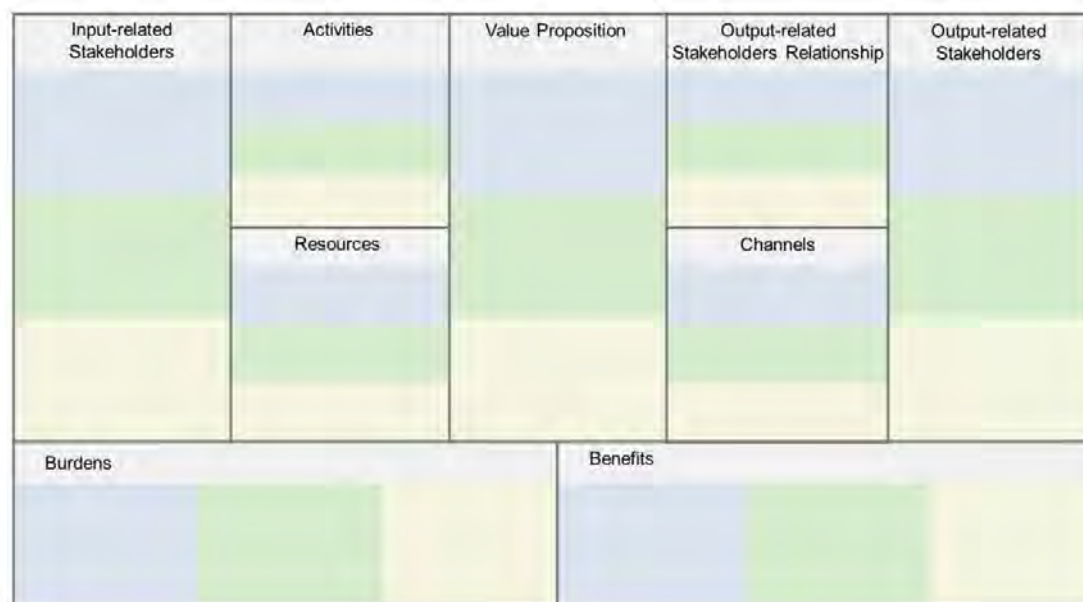 Input-related
Stakeholders
Activities
Value Proposition
Output-related
Stakeholders Relationship
Output-related
Stakeholders
Resources
Channels
Burdens
Benefits